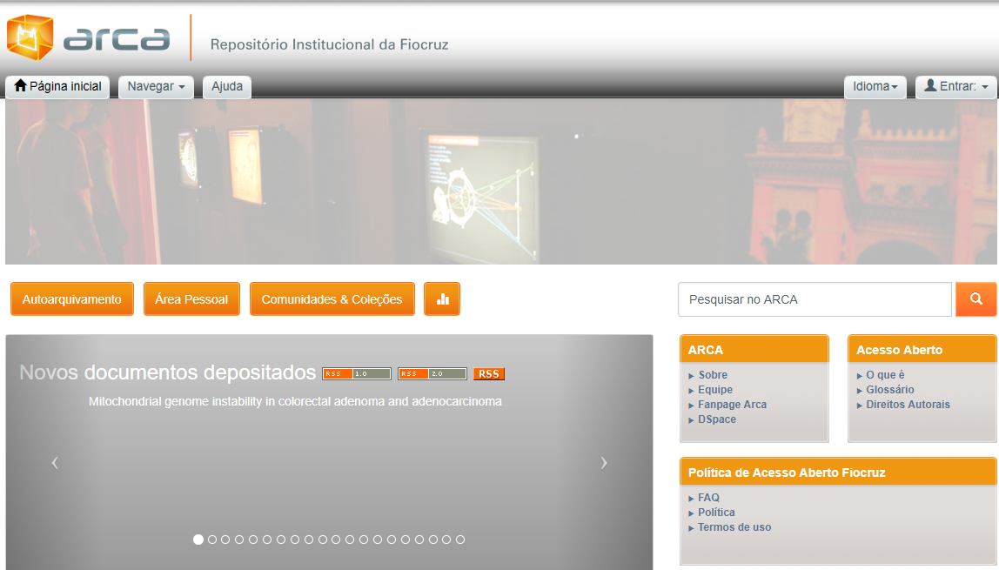 arca
Repositório Institucional da Fiocruz
Página inicial
Navegar
Ajuda
Idioma
Entrar:
Autoarquivamento
Área Pessoal
Comunidades & Coleções
Pesquisar no ARCA
Novos documentos depositados
RSS 1.0
RSS 2.0
RSS
Mitochondrial genome instability in colorectal adenoma and adenocarcinoma
ARCA
Sobre
Equipe
Fanpage Arca
DSpace
Acesso Aberto
O que é
Glossário
Direitos Autorais
Política de Acesso Aberto Fiocruz
FAQ
Política
Termos de uso